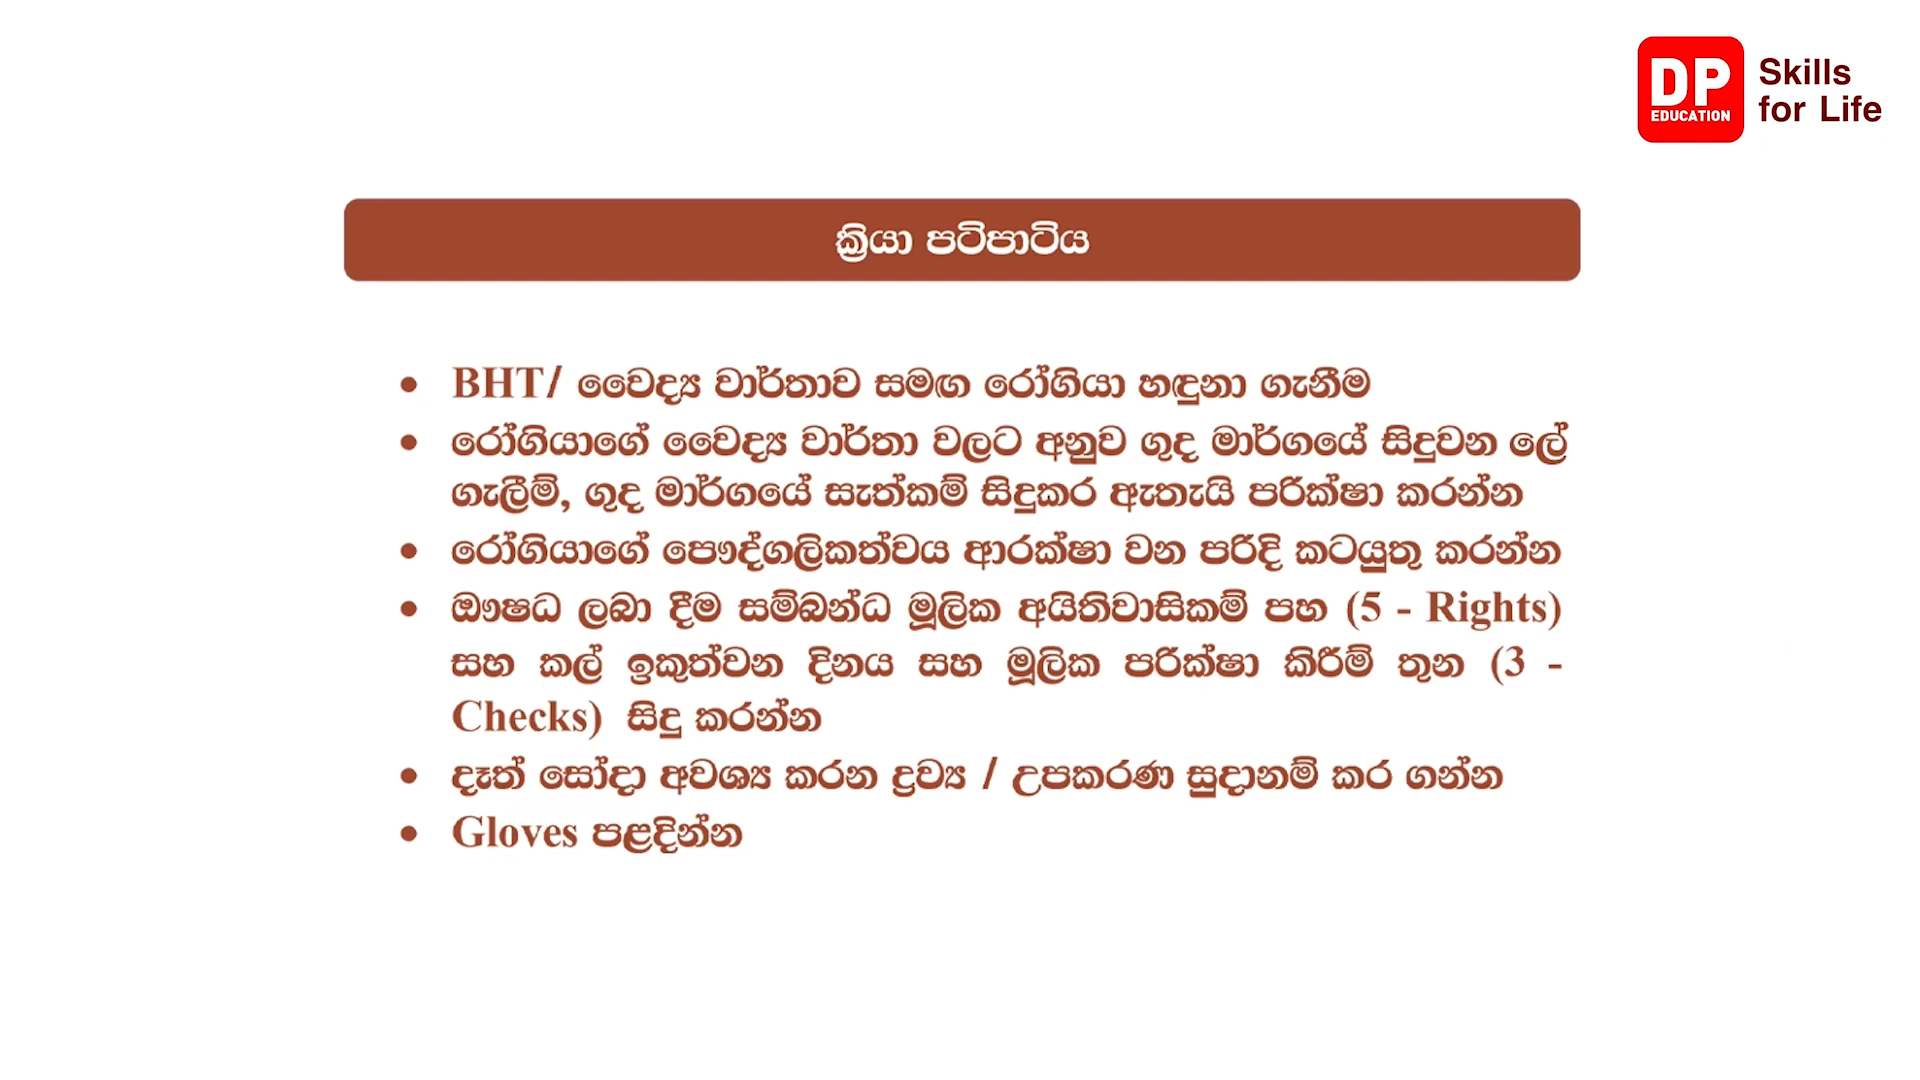 DP
EDUCATION
Skills
for Life
ක්‍රියා පටිපාටිය
• BHT/ වෛද්‍ය වාර්තාව සමඟ රෝගියා හඳුනා ගැනීම
• රෝගියාගේ වෛද්‍ය වාර්තා වලට අනුව ගුද මාර්ගයේ සිදුවන ලේ
ගැලීම්, ගුද මාර්ගයේ සැත්කම් සිදුකර ඇතැයි පරික්ෂා කරන්න
• රෝගියාගේ පෞද්ගලිකත්වය ආරක්ෂා වන පරිදි කටයුතු කරන්න
• ඖෂධ ලබා දීම සම්බන්ධ මූලික අයිතිවාසිකම් පහ (5 - Rights)
සහ කල් ඉකුත්වන දිනය සහ මූලික පරික්ෂා කිරීම් තුන (3 -
Checks) සිදු කරන්න
• දෑත් සෝදා අවශ්‍ය කරන ද්‍රව්‍ය / උපකරණ සුදානම් කර ගන්න
• Gloves පළදින්න